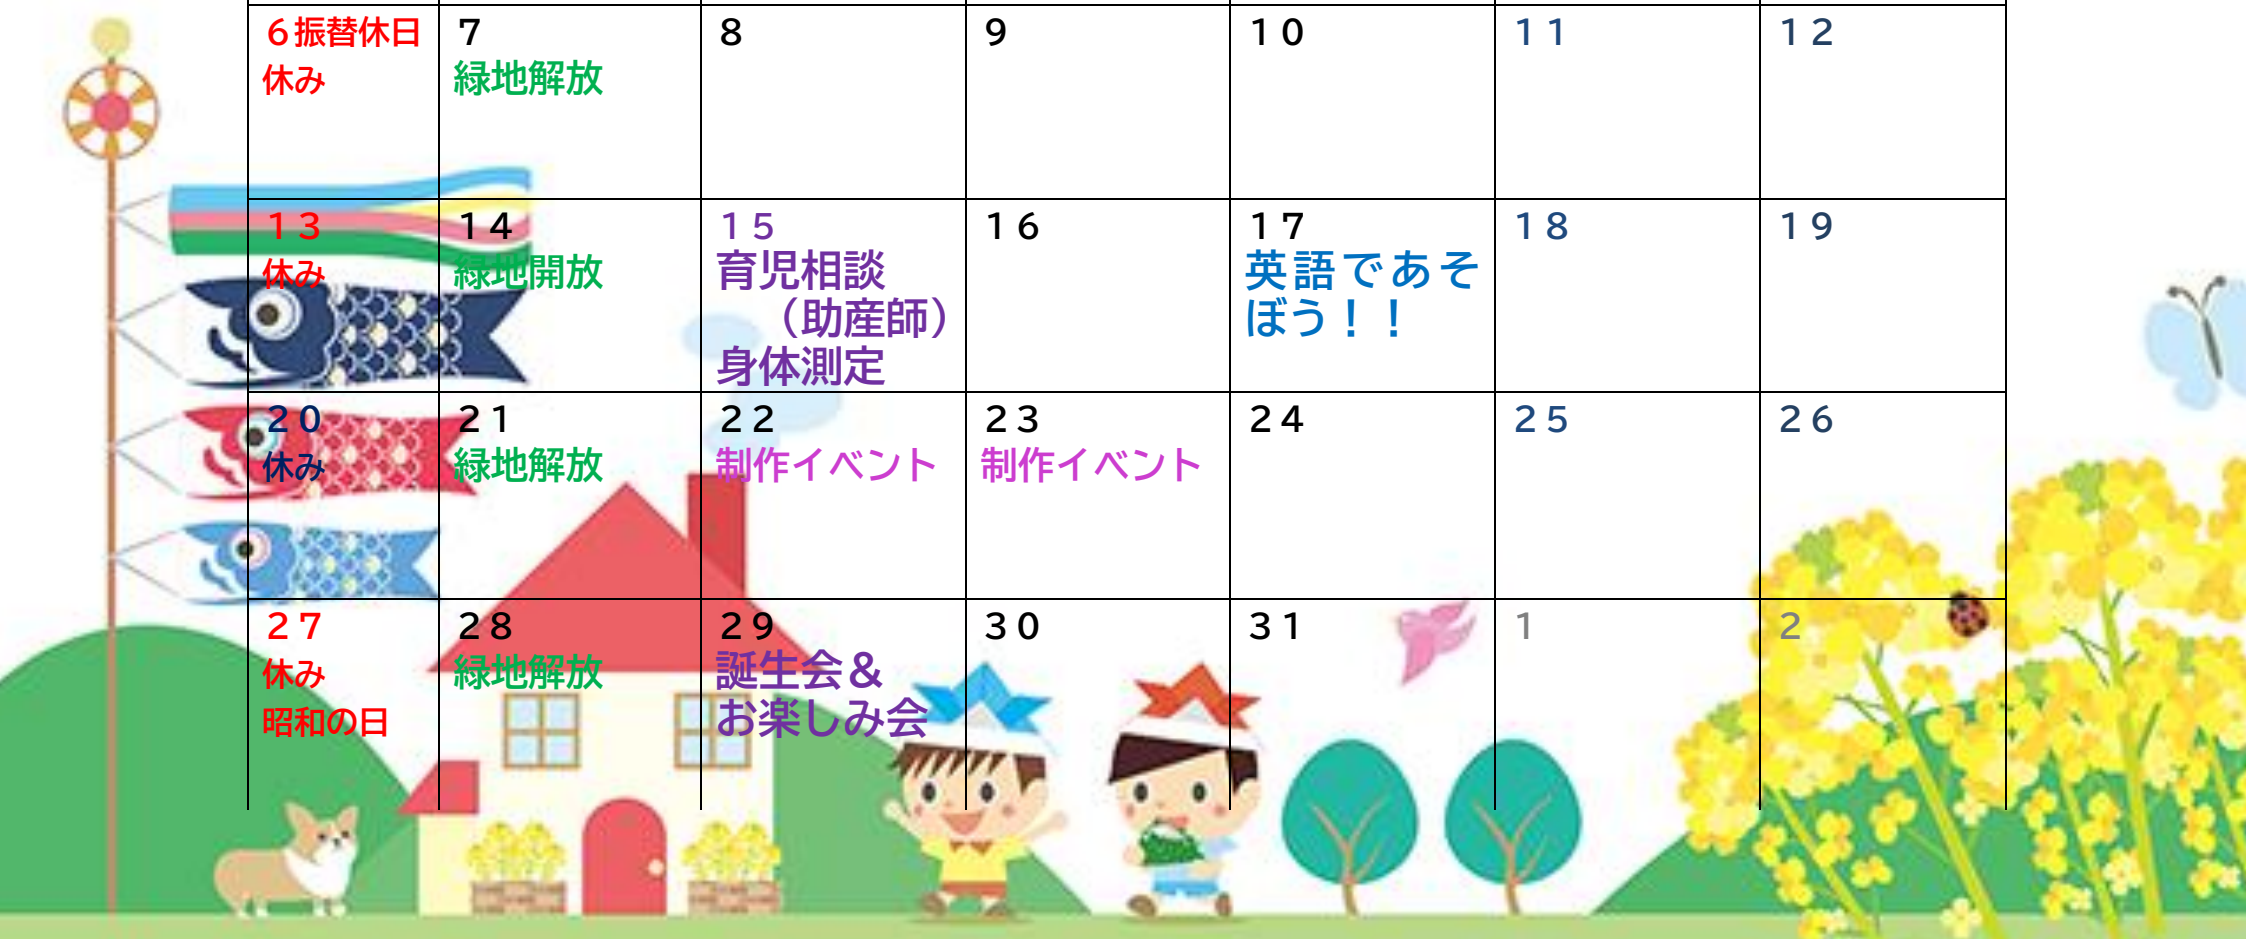 ６振替休日
休み
７
緑地解放
８
９
１０
１１
１２
１３
休み
１４
緑地開放
１５
育児相談
（助産師）
身体測定
１６
１７
英語であそ
ぼう！！
１８
１９
２０
休み
２１
緑地解放
２２
制作イベント
２３
制作イベント
２４
２５
２６
２７
休み
昭和の日
２８
緑地解放
２９
誕生会＆
お楽しみ会
３０
３１
１
２